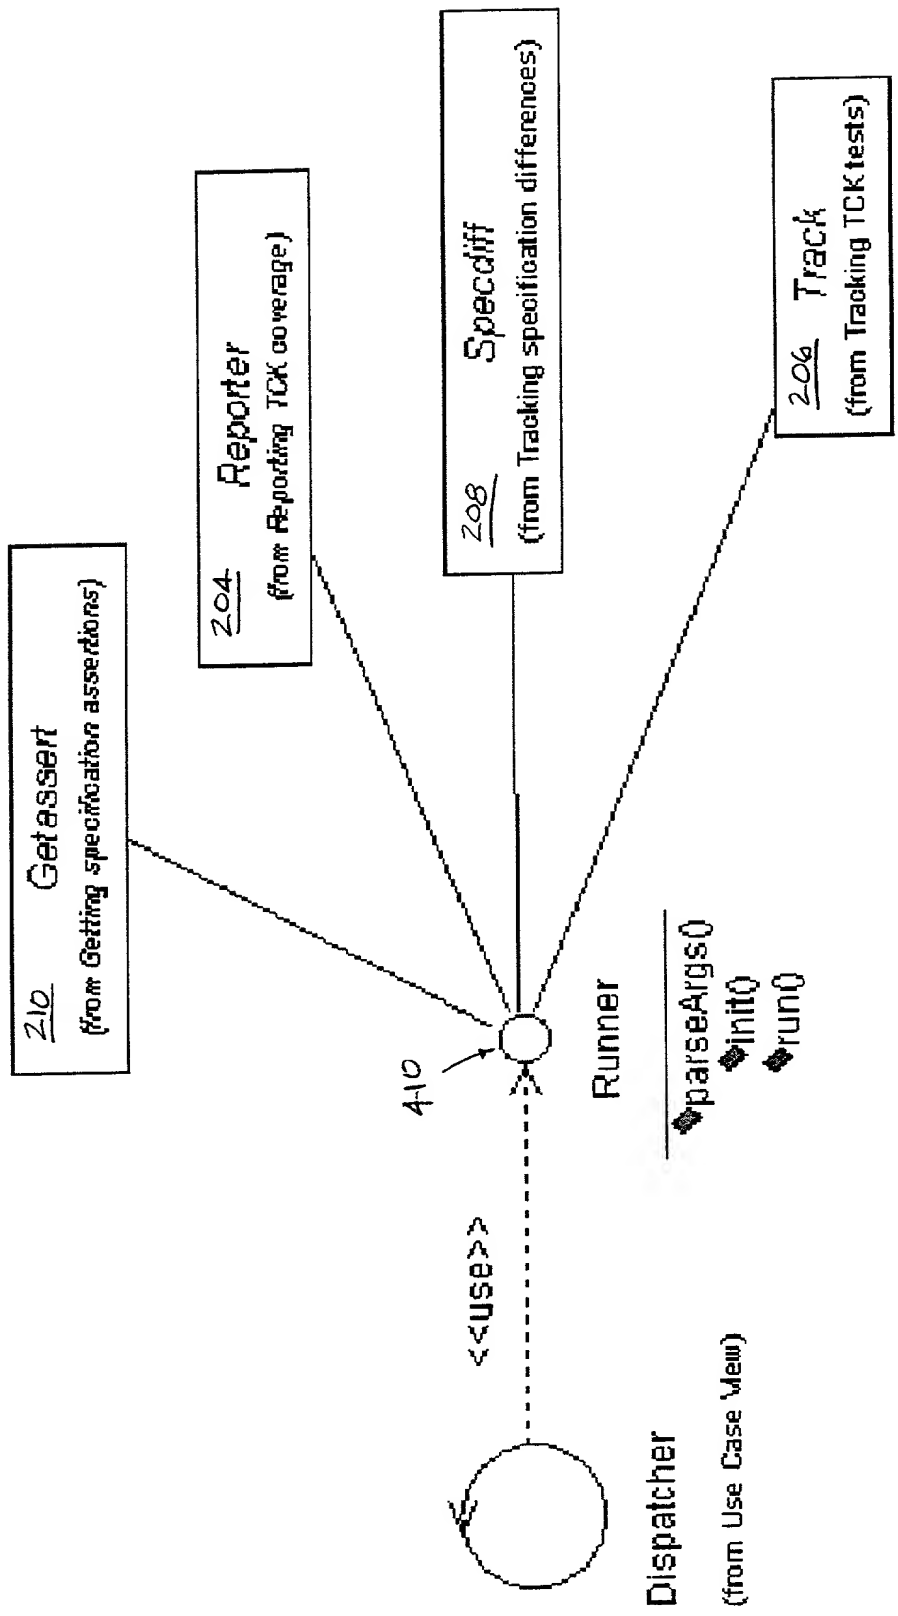 210 Getassert
(from Getting specification assertions)
204 Reporter
(from Reporting TCK coverage)
208 Specdiff
(from Tracking specification differences)
206 Track
(from Tracking TCK tests)
410
Runner
parseArgs()
init()
run()
<<use>>
Dispatcher
(from Use Case View)